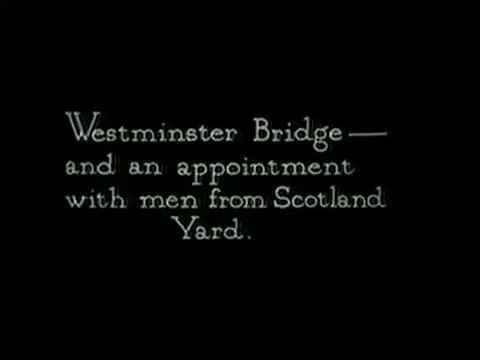 Westminster Bridge—
and an appointment
with men from Scotland
Yard.